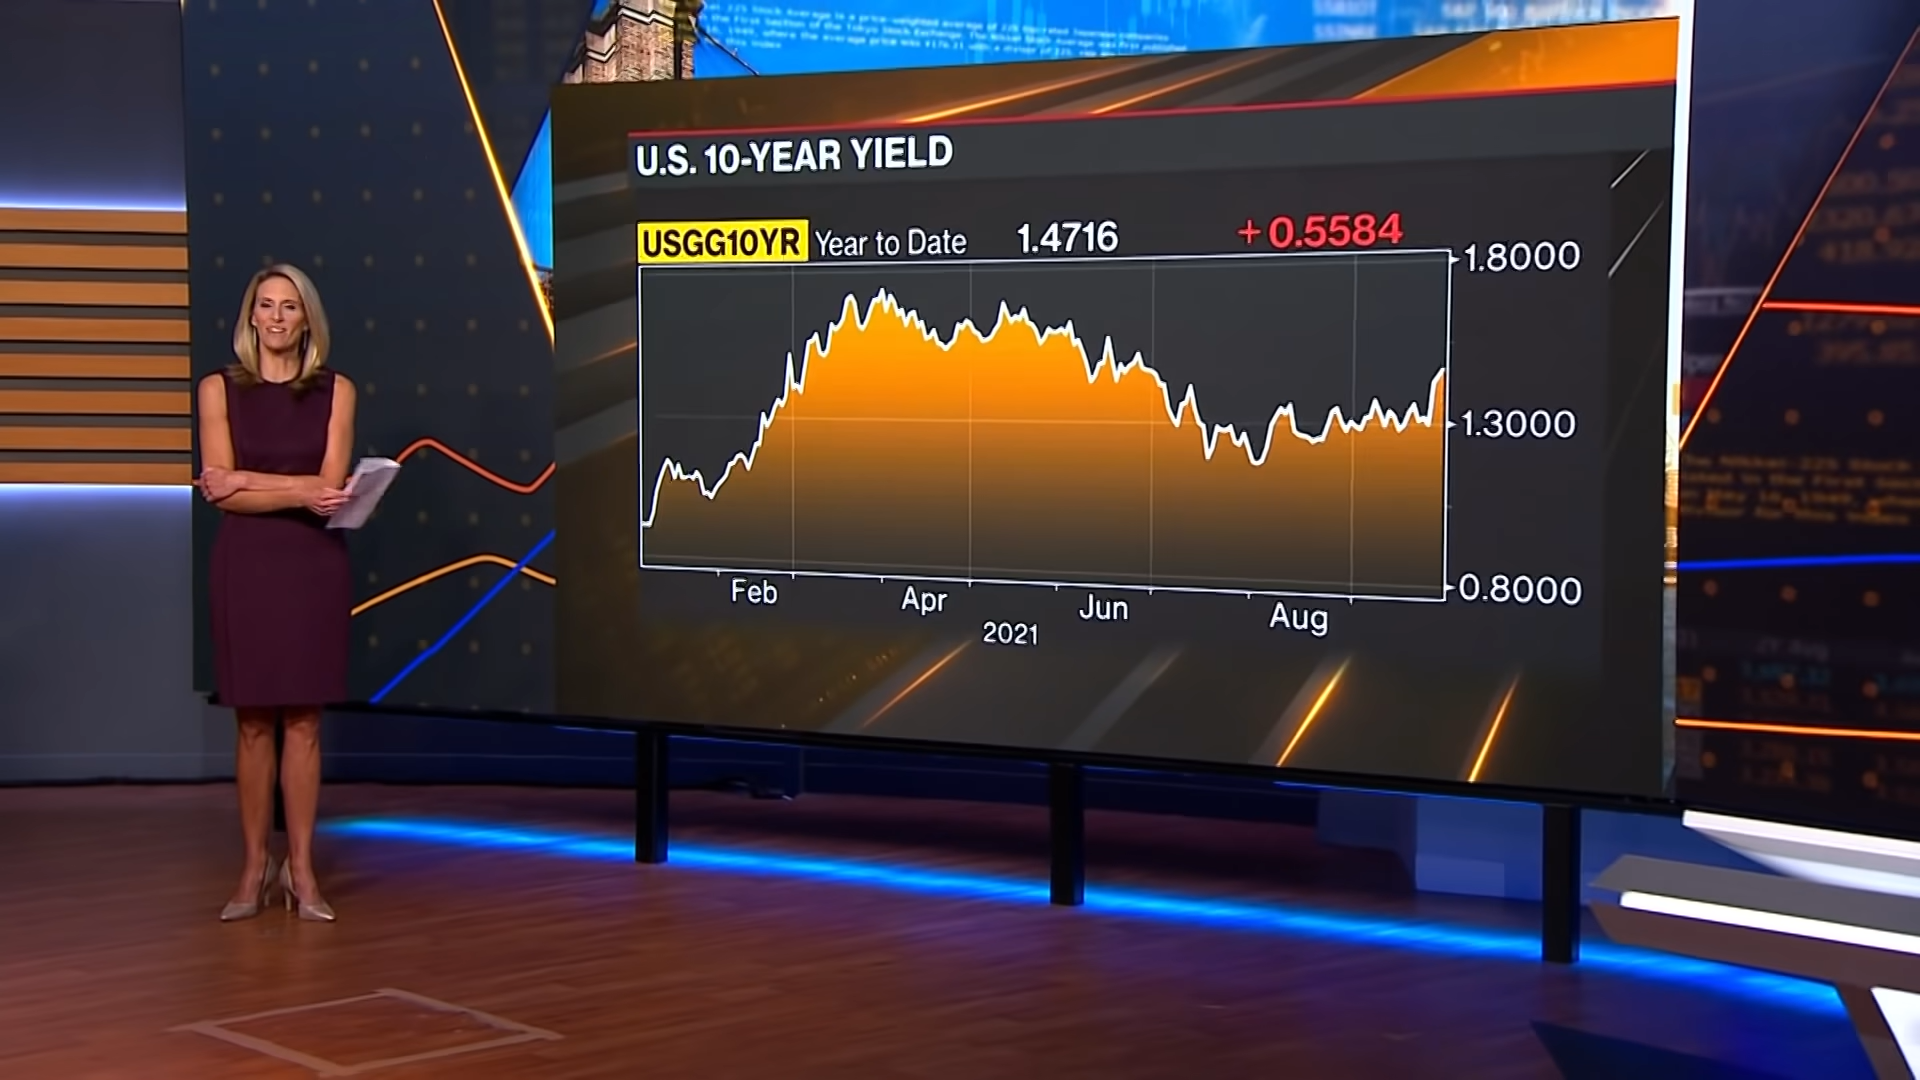 U.S. 10-YEAR YIELD
USGG10YR Year to Date 1.4716 +0.5584
1.8000
1.3000
0.8000
Feb Apr Jun Aug
2021